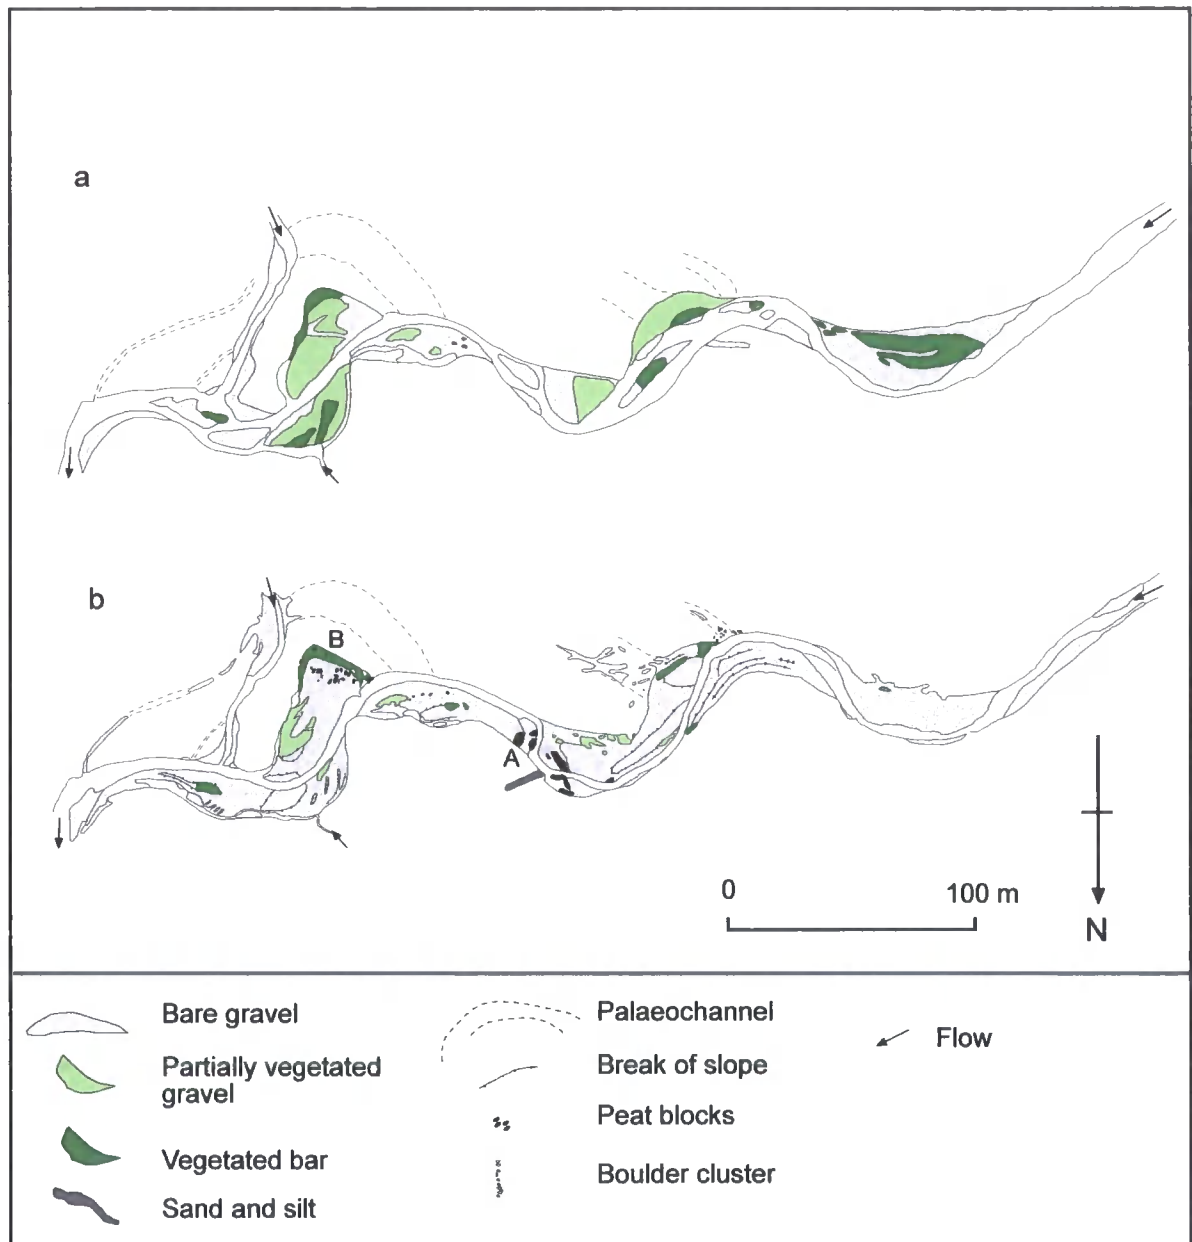 a
b
B
A
0 100 m
N
Bare gravel
Partially vegetated
gravel
Vegetated bar
Sand and silt
Palaeochannel
Break of slope
Peat blocks
Boulder cluster
Flow